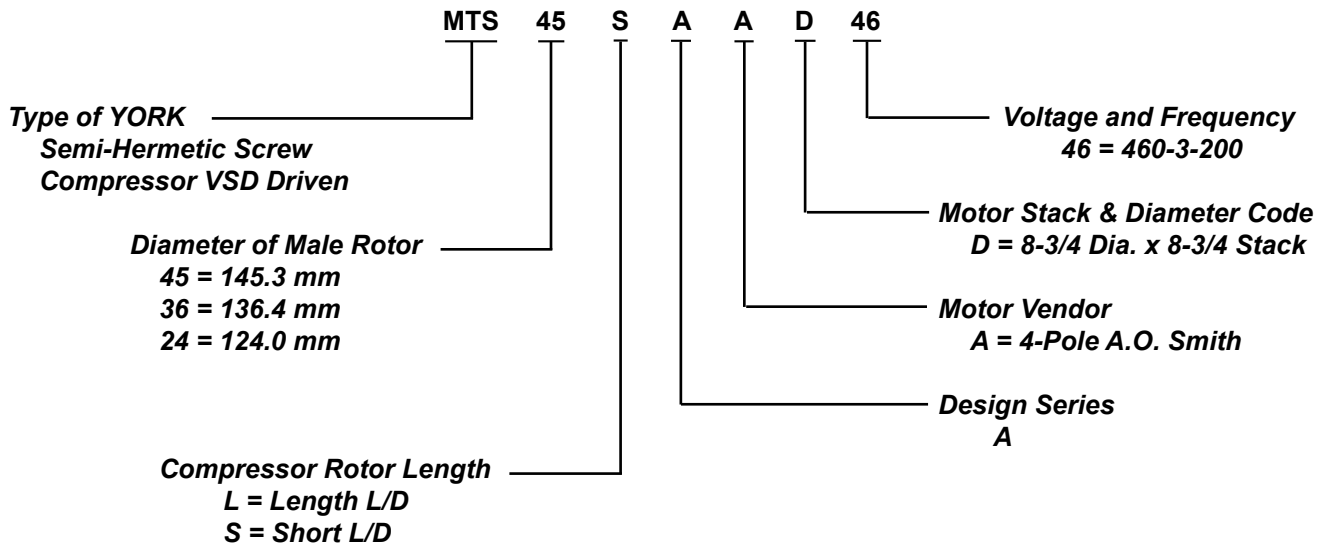 MTS 45 S A A D 46
Type of YORK
Semi-Hermetic Screw
Compressor VSD Driven
Diameter of Male Rotor
45 = 145.3 mm
36 = 136.4 mm
24 = 124.0 mm
Compressor Rotor Length
L = Length L/D
S = Short L/D
Voltage and Frequency
46 = 460-3-200
Motor Stack & Diameter Code
D = 8-3/4 Dia. x 8-3/4 Stack
Motor Vendor
A = 4-Pole A.O. Smith
Design Series
A